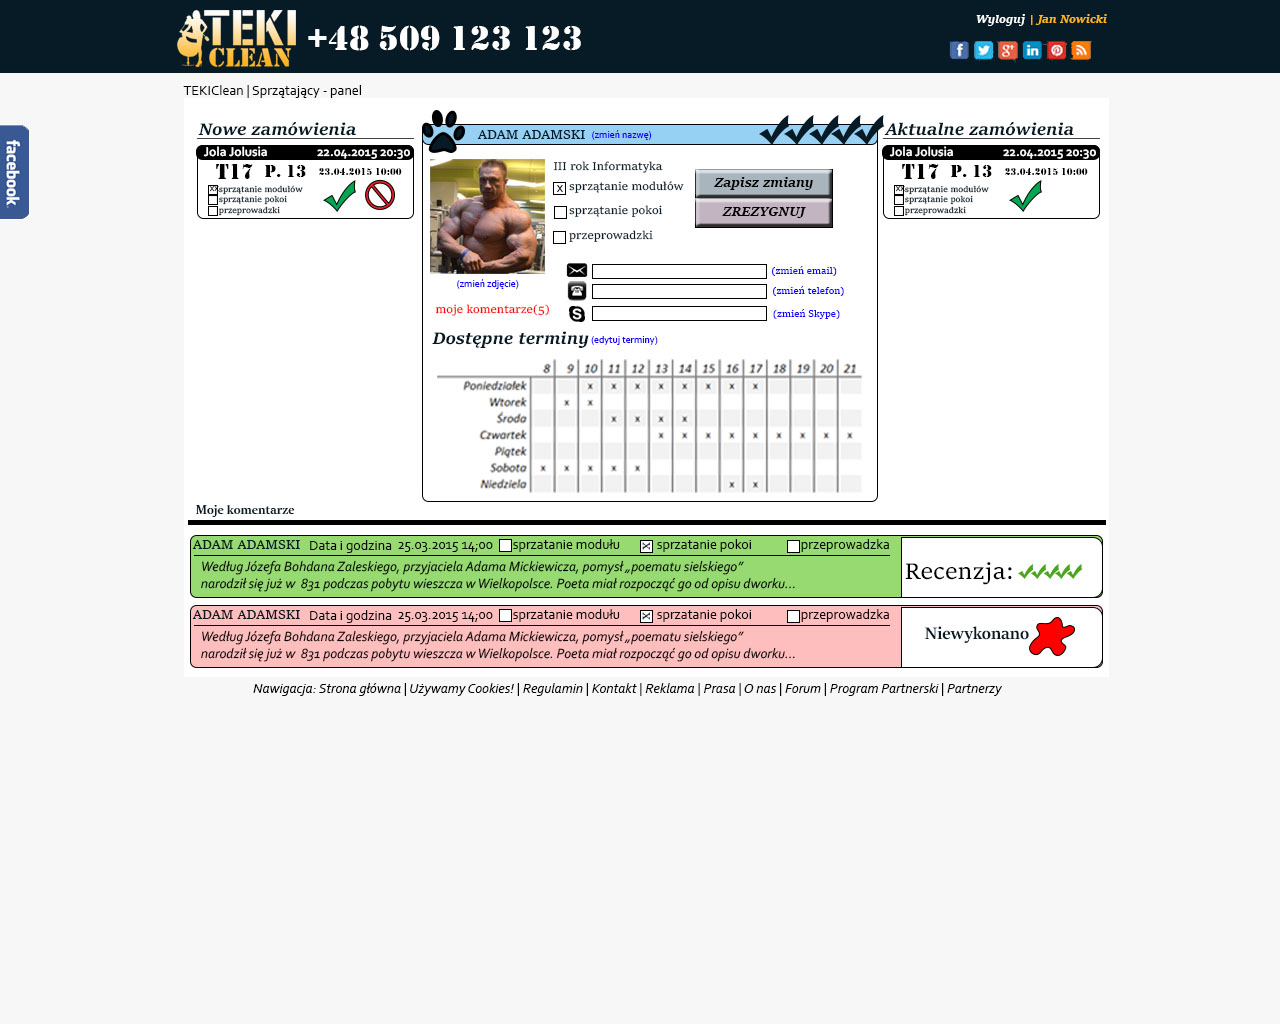 TEKI
CLEAN
+48 509 123 123
Wyloguj | Jan Nowicki
TEKIClean | Sprzątający - panel
facebook
Nowe zamówienia
Jola Jolusia 22.04.2015 20:30
T17 P. 13 23.04.2015 10:00
sprzątanie modułów
sprzątanie pokoi
przeprowadzki
ADAM ADAMSKI (zmień nazwę)
III rok Informatyka
x sprzątanie modułów
sprzątanie pokoi
przeprowadzki
Zapisz zmiany
ZREZYGNUJ
(zmień zdjęcie)
moje komentarze(5)
(zmień email)
(zmień telefon)
(zmień Skype)
Dostępne terminy (edytuj terminy)
8 9 10 11 12 13 14 15 16 17 18 19 20 21
Poniedziałek x x x x x x x x
Wtorek x x
Środa x x x x
Czwartek x x x x x x x x x
Piątek
Sobota x x x x x
Niedziela x x
Aktualne zamówienia
Jola Jolusia 22.04.2015 20:30
T17 P. 13 23.04.2015 10:00
sprzątanie modułów
sprzątanie pokoi
przeprowadzki
Moje komentarze
ADAM ADAMSKI Data i godzina 25.03.2015 14;00 sprzatanie modułu x sprzatanie pokoi przeprowadzka
Według Józefa Bohdana Zaleskiego, przyjaciela Adama Mickiewicza, pomysł „poematu sielskiego”
narodził się już w 831 podczas pobytu wieszcza w Wielkopolsce. Poeta miał rozpocząć go od opisu dworku...
Recenzja:
ADAM ADAMSKI Data i godzina 25.03.2015 14;00 sprzatanie modułu x sprzatanie pokoi przeprowadzka
Według Józefa Bohdana Zaleskiego, przyjaciela Adama Mickiewicza, pomysł „poematu sielskiego”
narodził się już w 831 podczas pobytu wieszcza w Wielkopolsce. Poeta miał rozpocząć go od opisu dworku...
Niewykonano
Nawigacja: Strona główna | Używamy Cookies! | Regulamin | Kontakt | Reklama | Prasa | O nas | Forum | Program Partnerski | Partnerzy